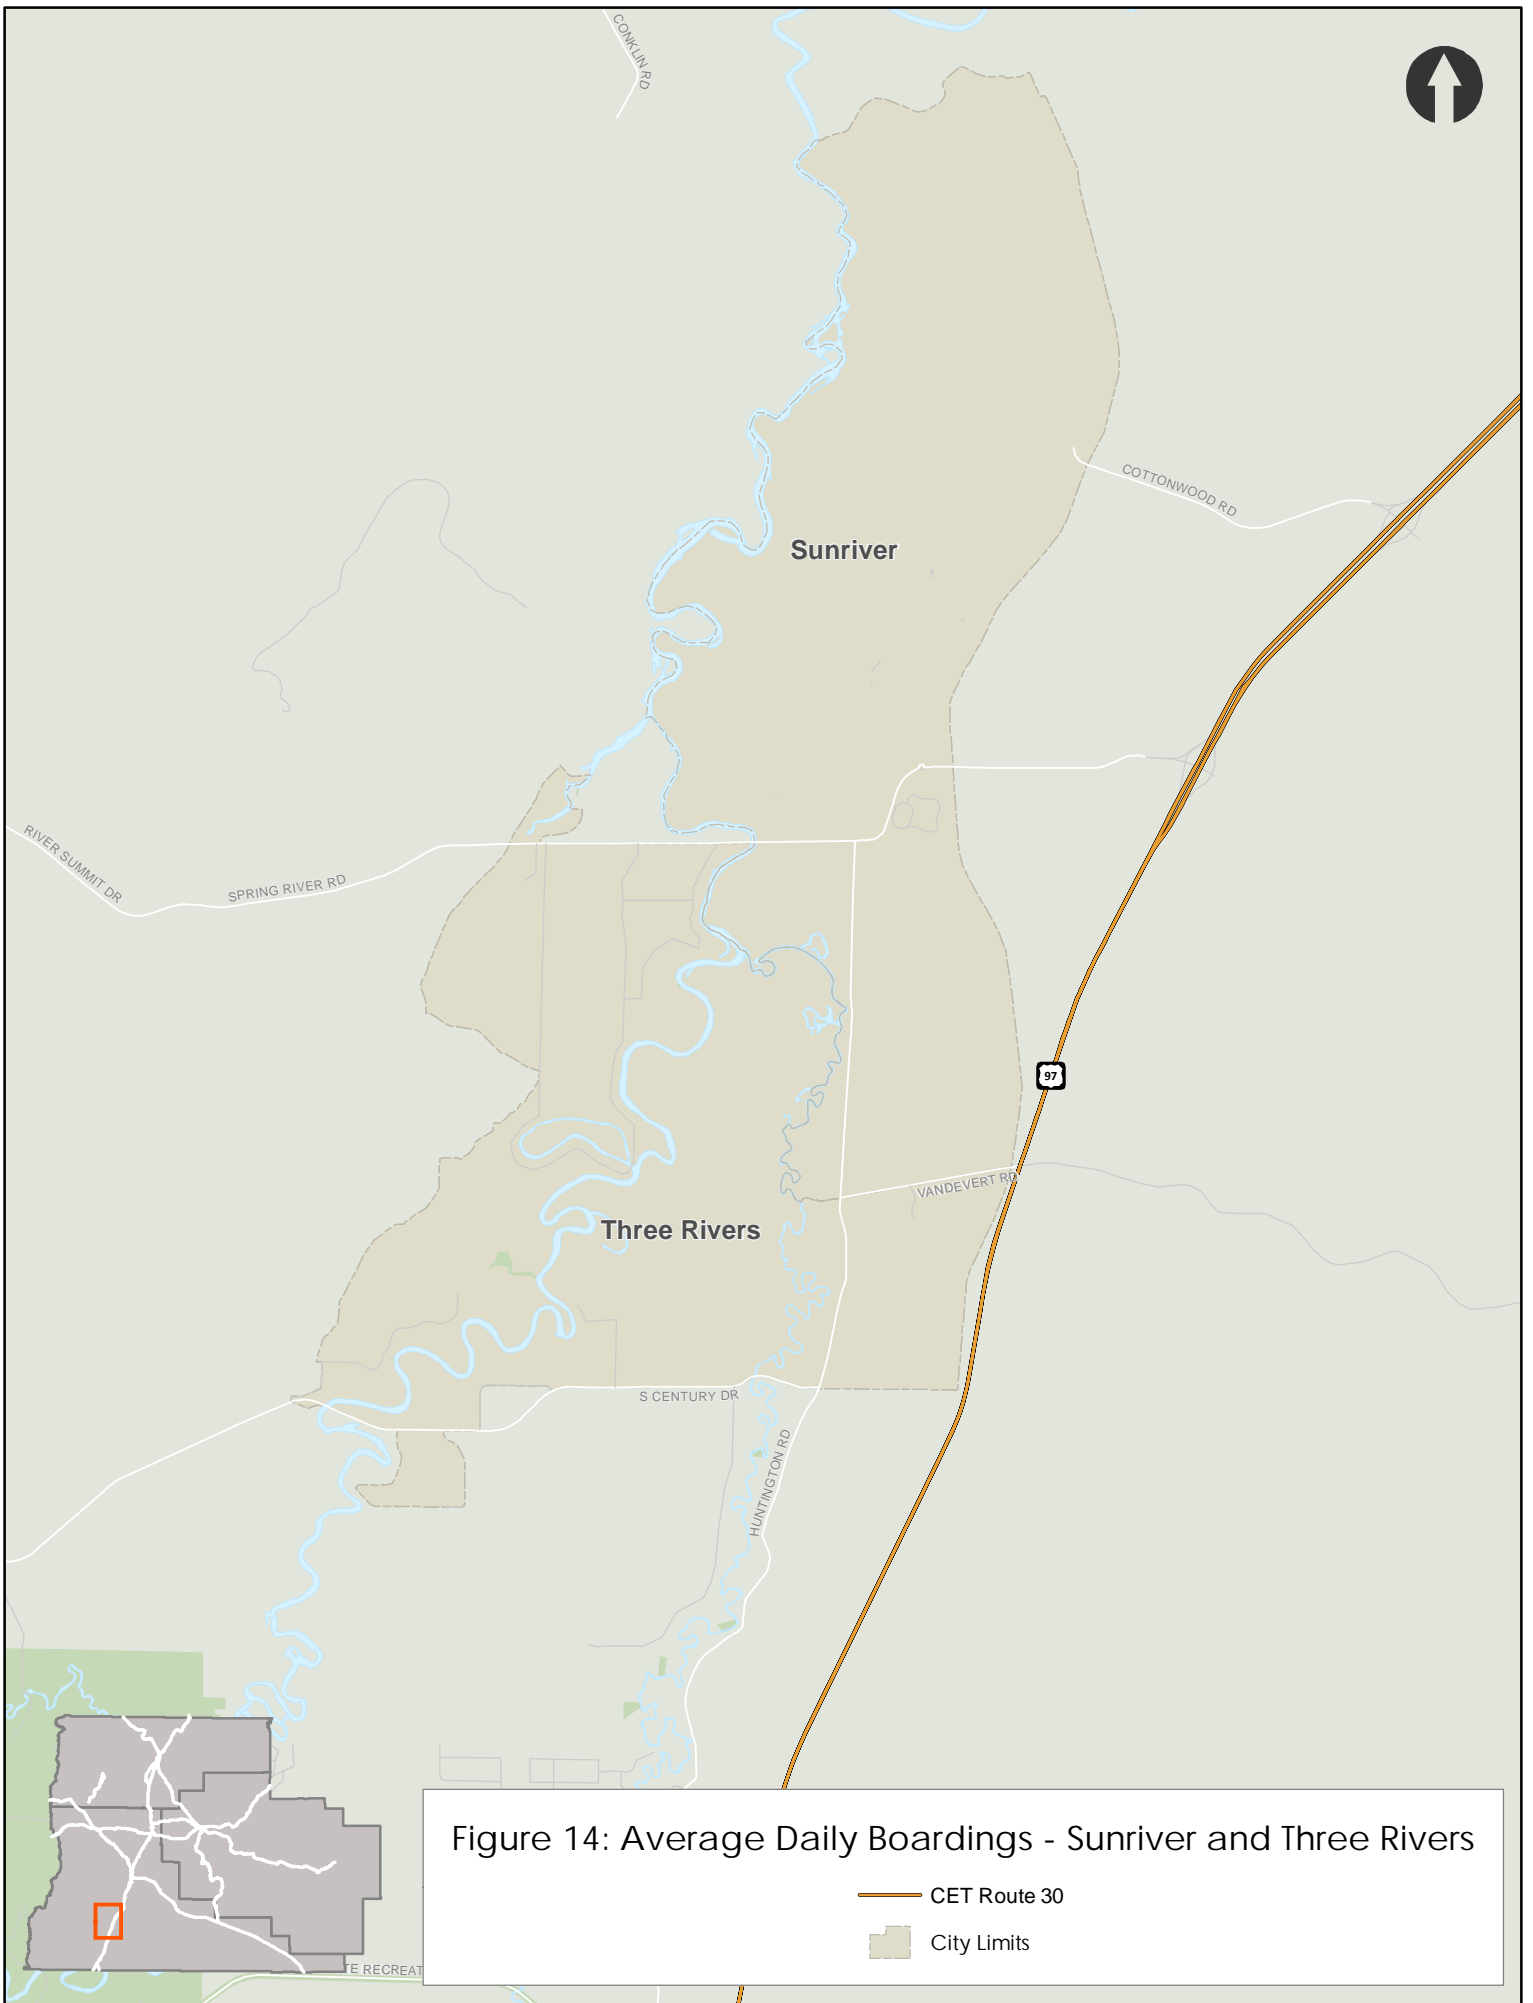 CONKLIN RD
COTTONWOOD RD
Sunriver
RIVER SUMMIT DR
SPRING RIVER RD
97
VANDEVERT RD
Three Rivers
S CENTURY DR
HUNTINGTON RD
Figure 14: Average Daily Boardings - Sunriver and Three Rivers
CET Route 30
City Limits
TE RECREAT